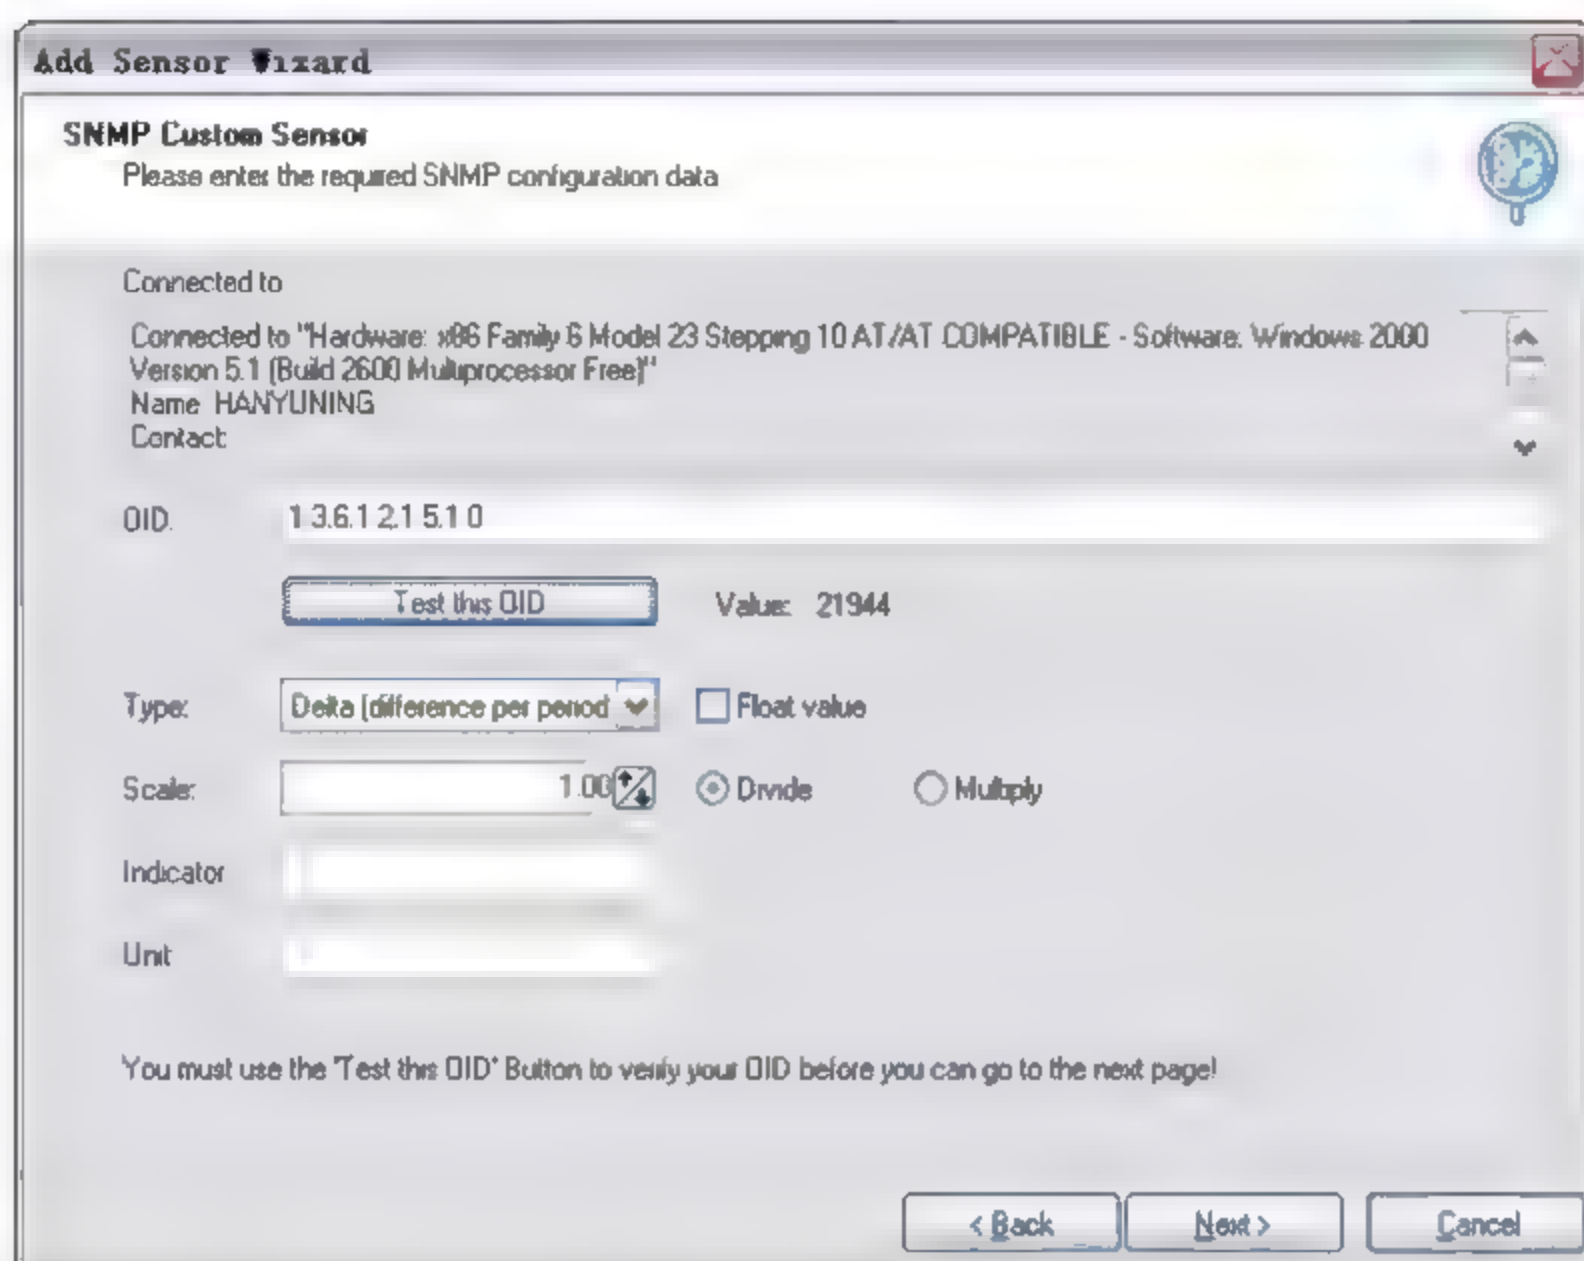 Add Sensor Wizard
SNMP Custom Sensor
Please enter the required SNMP configuration data
Connected to
Connected to "Hardware: x86 Family 6 Model 23 Stepping 10 AT/AT COMPATIBLE - Software: Windows 2000
Version 5.1 (Build 2600 Multiprocessor Free)"
Name HANYUNING
Contact:
OID. 1 3.6.1 2.1 5.1 0
Test this OID Value: 21944
Type: Delta (difference per period Float value
Scale: 1.00 Divide Multiply
Indicator
Unit
You must use the "Test this OID" Button to verify your OID before you can go to the next page!
< Back Next > Cancel